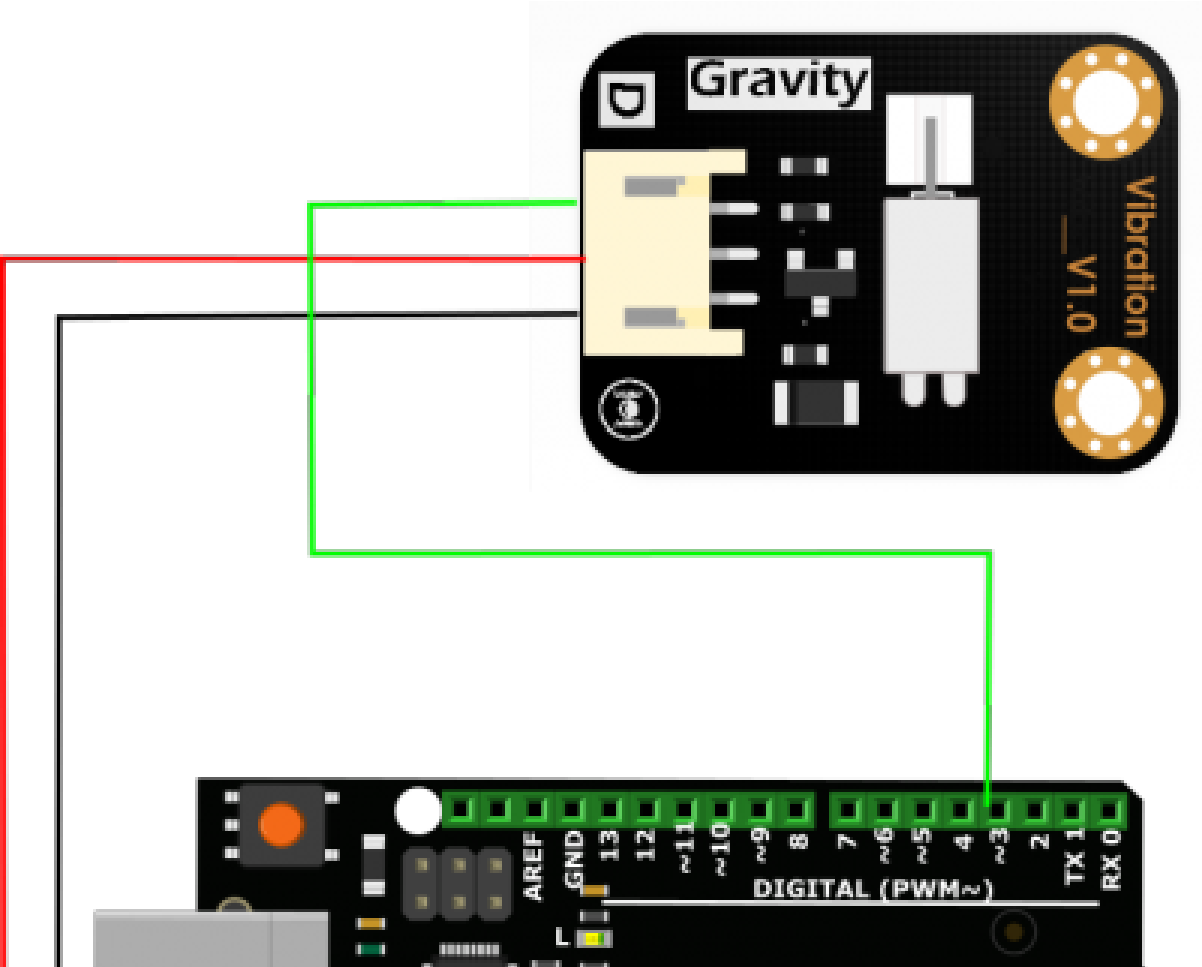 D
Gravity
Vibration
_V1.0
AREF
GND
13
12
~11
~10
~9
8
7
~6
~5
4
~3
2
TX 1
RX 0
DIGITAL (PWM~)
L